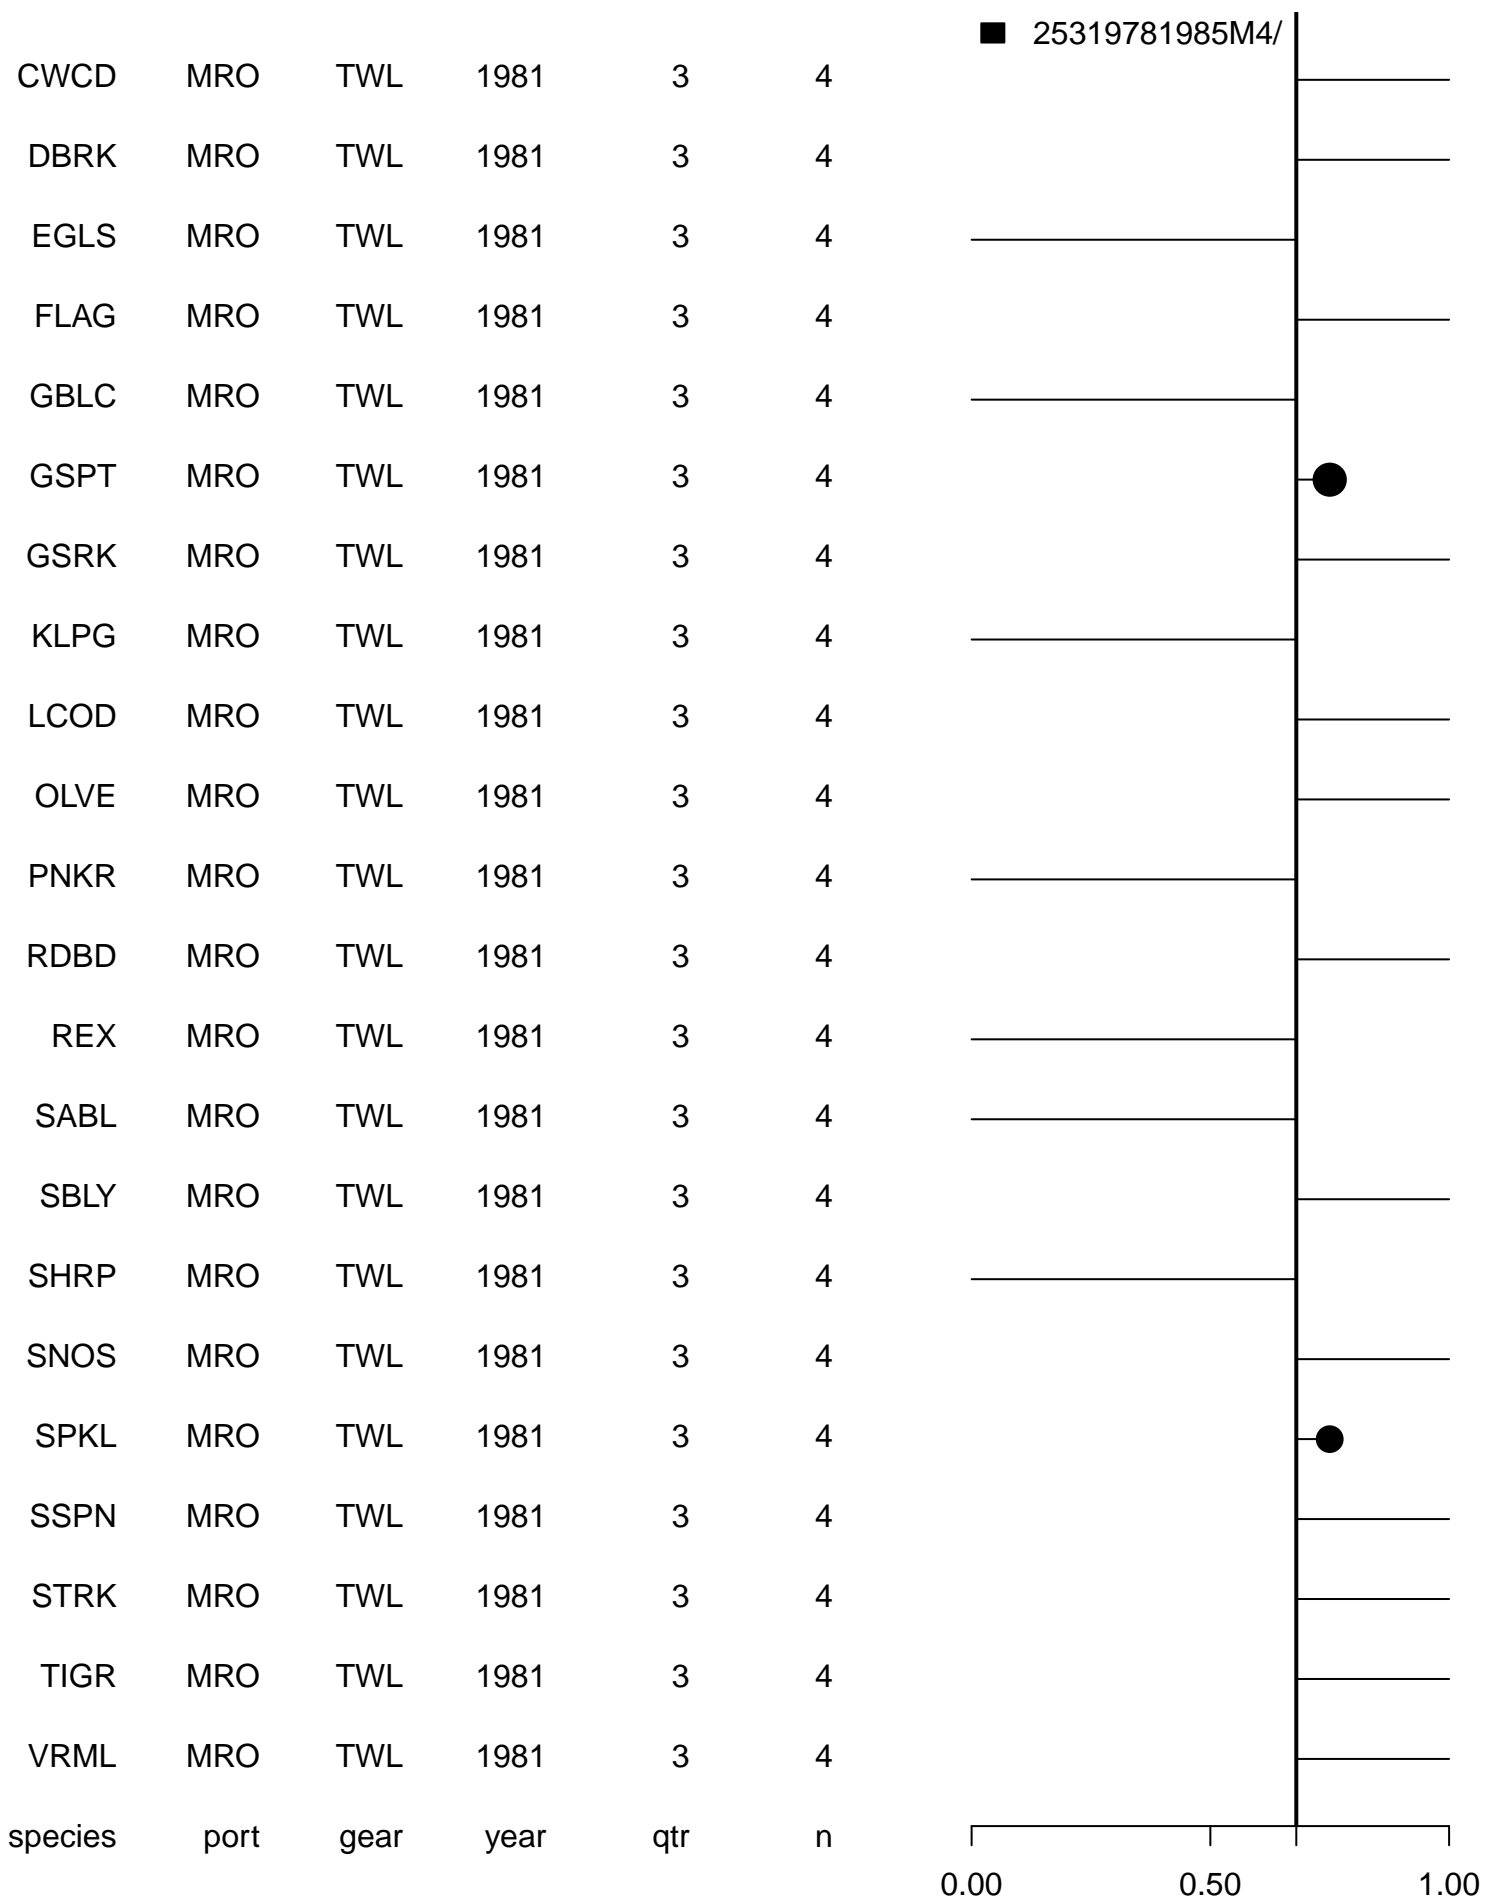 25319781985M4/
CWCD MRO TWL 1981 3 4
DBRK MRO TWL 1981 3 4
EGLS MRO TWL 1981 3 4
FLAG MRO TWL 1981 3 4
GBLC MRO TWL 1981 3 4
GSPT MRO TWL 1981 3 4
GSRK MRO TWL 1981 3 4
KLPG MRO TWL 1981 3 4
LCOD MRO TWL 1981 3 4
OLVE MRO TWL 1981 3 4
PNKR MRO TWL 1981 3 4
RDBD MRO TWL 1981 3 4
REX MRO TWL 1981 3 4
SABL MRO TWL 1981 3 4
SBLY MRO TWL 1981 3 4
SHRP MRO TWL 1981 3 4
SNOS MRO TWL 1981 3 4
SPKL MRO TWL 1981 3 4
SSPN MRO TWL 1981 3 4
STRK MRO TWL 1981 3 4
TIGR MRO TWL 1981 3 4
VRML MRO TWL 1981 3 4
species port gear year qtr n
0.00 0.50 1.00